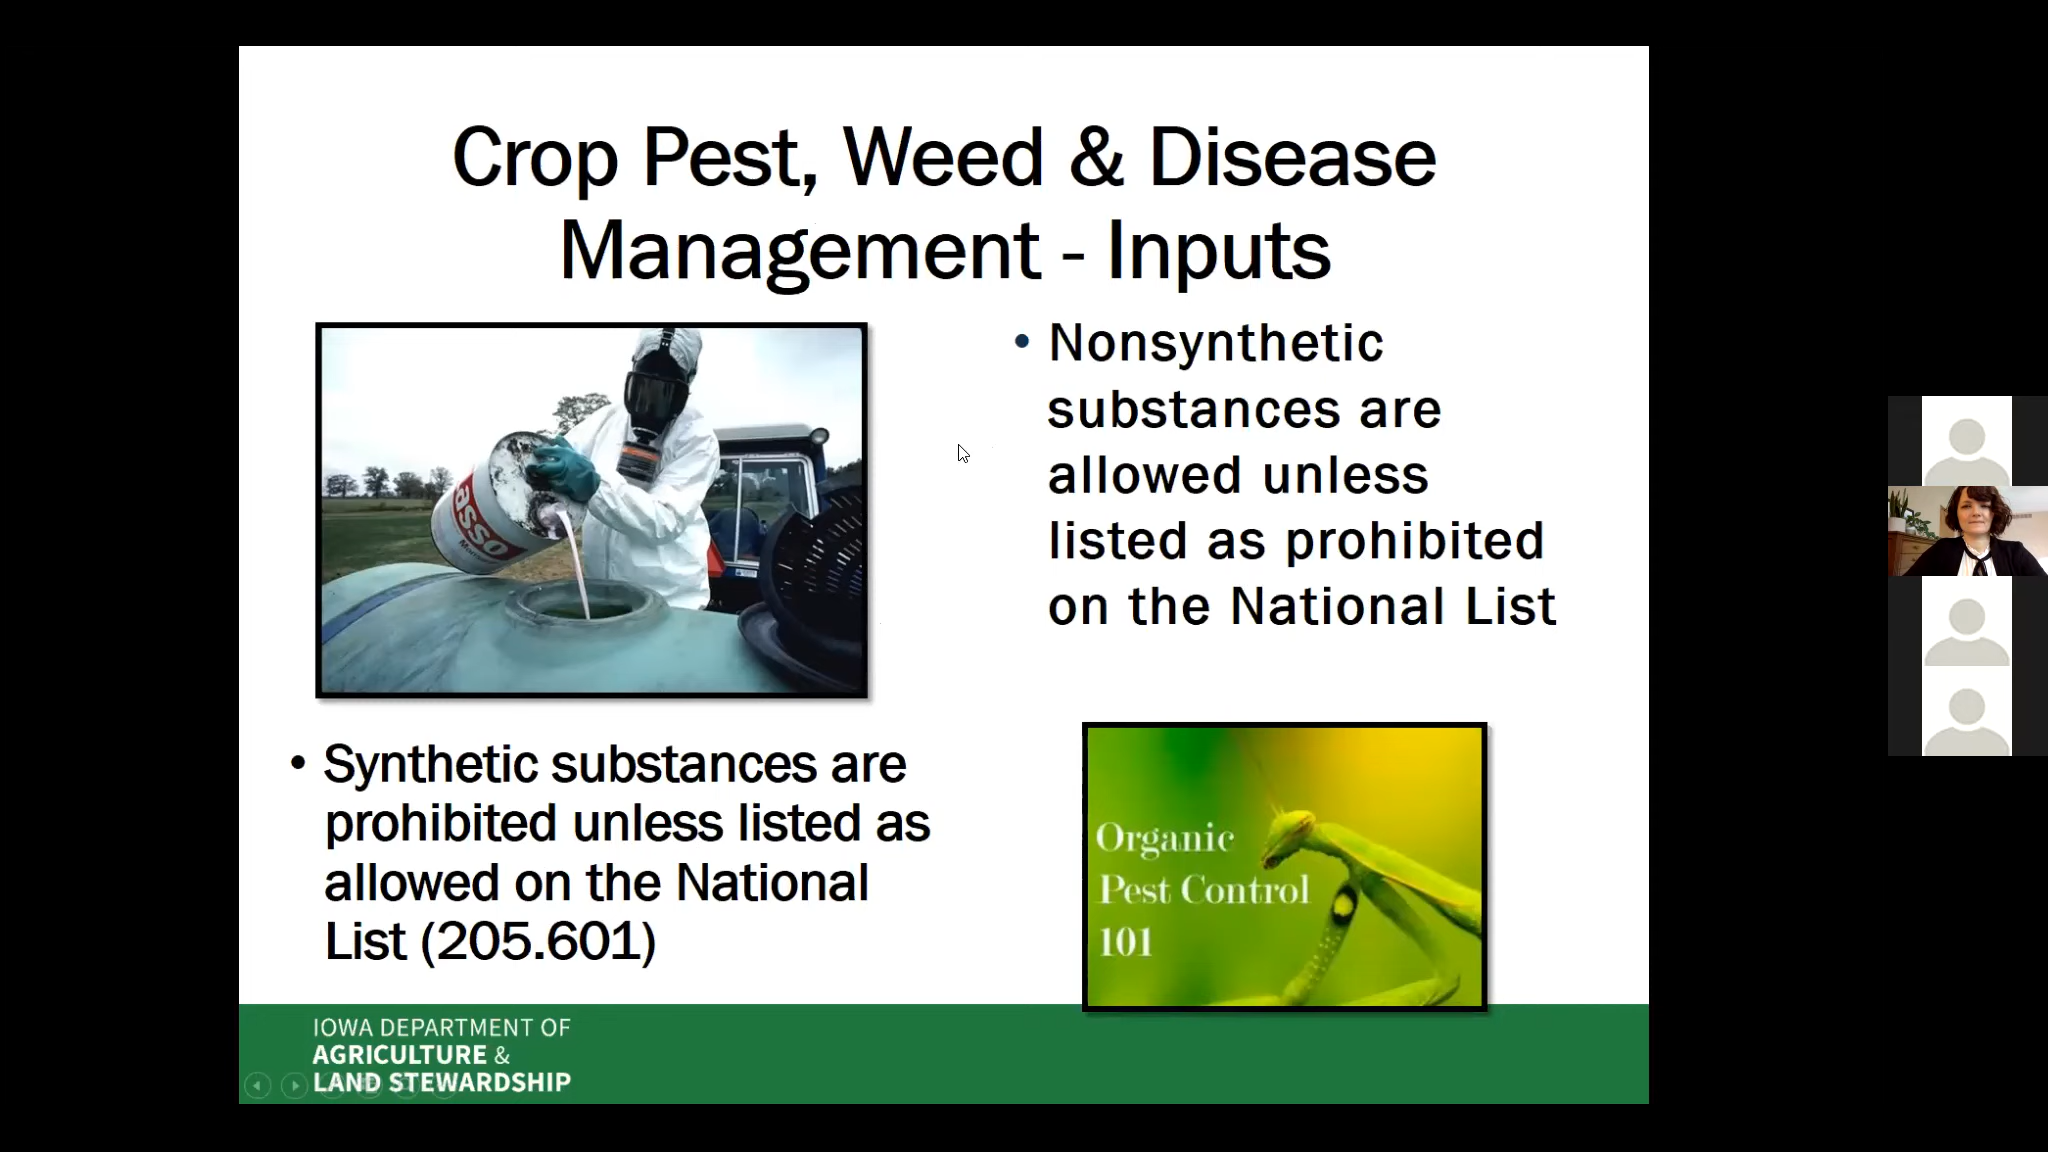 Crop Pest, Weed & Disease
Management - Inputs
asso
• Synthetic substances are
prohibited unless listed as
allowed on the National
List (205.601)
• Nonsynthetic
substances are
allowed unless
listed as prohibited
on the National List
Organic
Pest Control
101
IOWA DEPARTMENT OF
AGRICULTURE &
LAND STEWARDSHIP